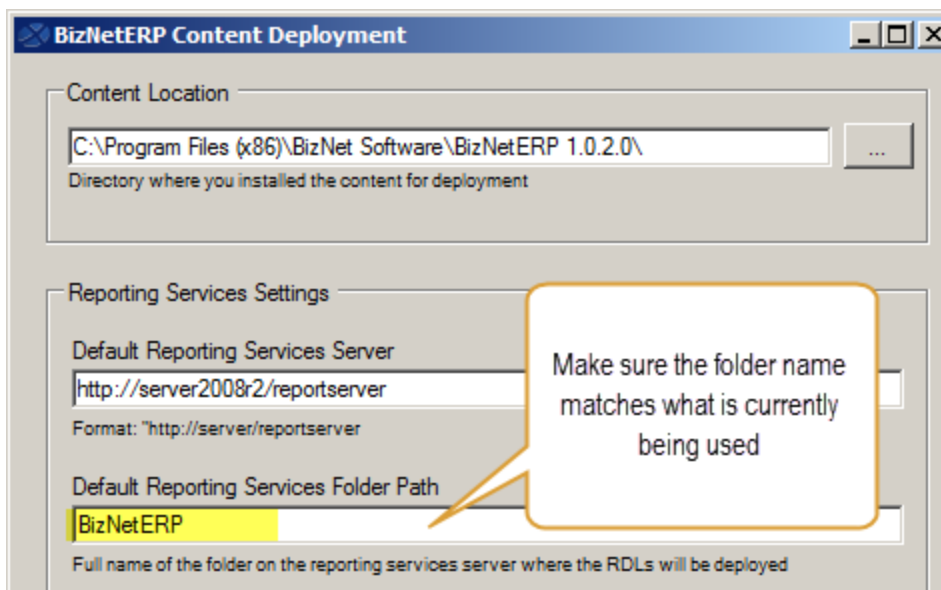 BizNetERP Content Deployment
Content Location
C:\Program Files (x86)\BizNet Software\BizNetERP 1.0.2.0\
...
Directory where you installed the content for deployment
Reporting Services Settings
Default Reporting Services Server
http://server2008r2/reportserver
Format: "http://server/reportserver
Make sure the folder name
matches what is currently
being used
Default Reporting Services Folder Path
BizNetERP
Full name of the folder on the reporting services server where the RDLs will be deployed